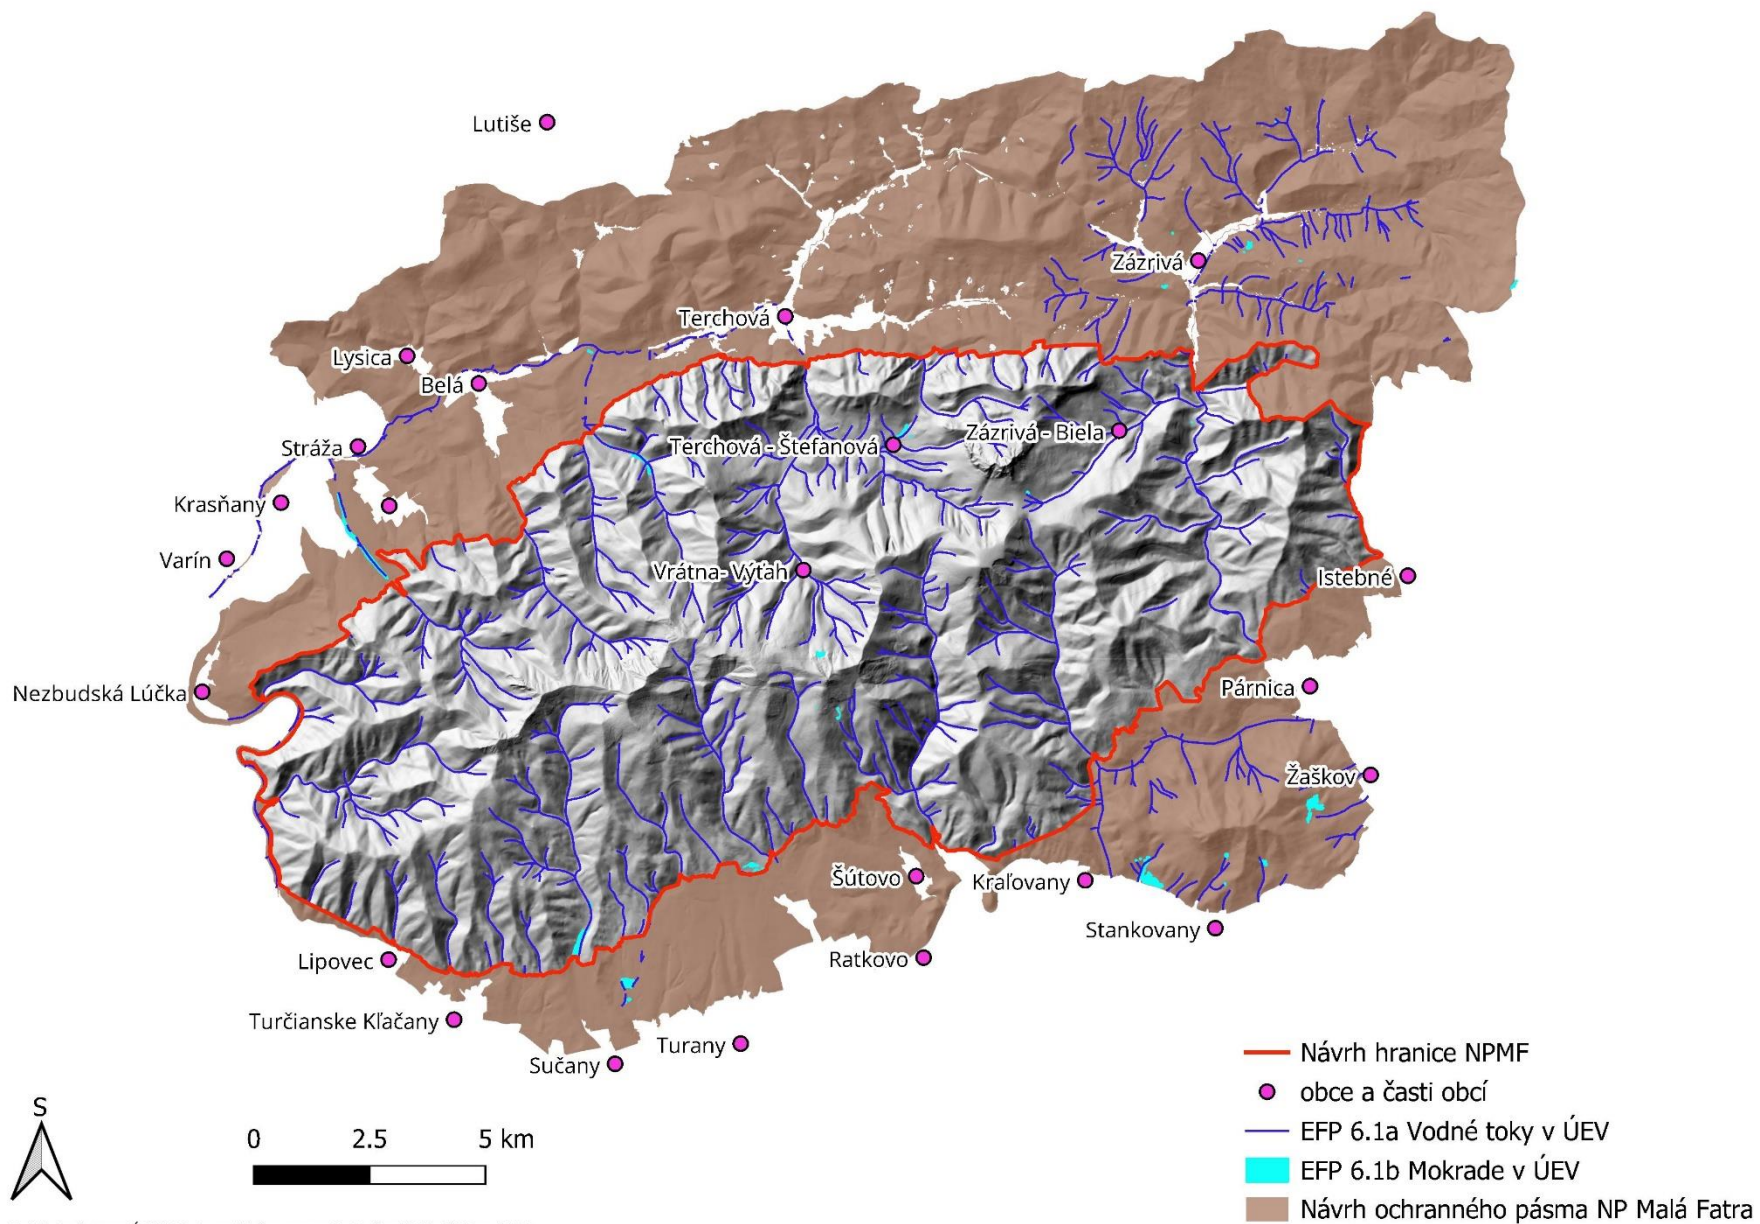 Lutiše
Zázrivá
Terchová
Lysica
Belá
Stráža
Terchová - Štefanová
Zázrivá - Biela
Krasňany
Varín
Vrátna- Výťah
Istebné
Nezbudská Lúčka
Párnica
Žaškov
Šútovo
Kraľovany
Stankovany
Lipovec
Ratkovo
Turčianske Kľačany
Turany
Sučany
Návrh hranice NPMF
obce a časti obcí
EFP 6.1a Vodné toky v ÚEV
EFP 6.1b Mokrade v ÚEV
Návrh ochranného pásma NP Malá Fatra
S
0 2.5 5 km